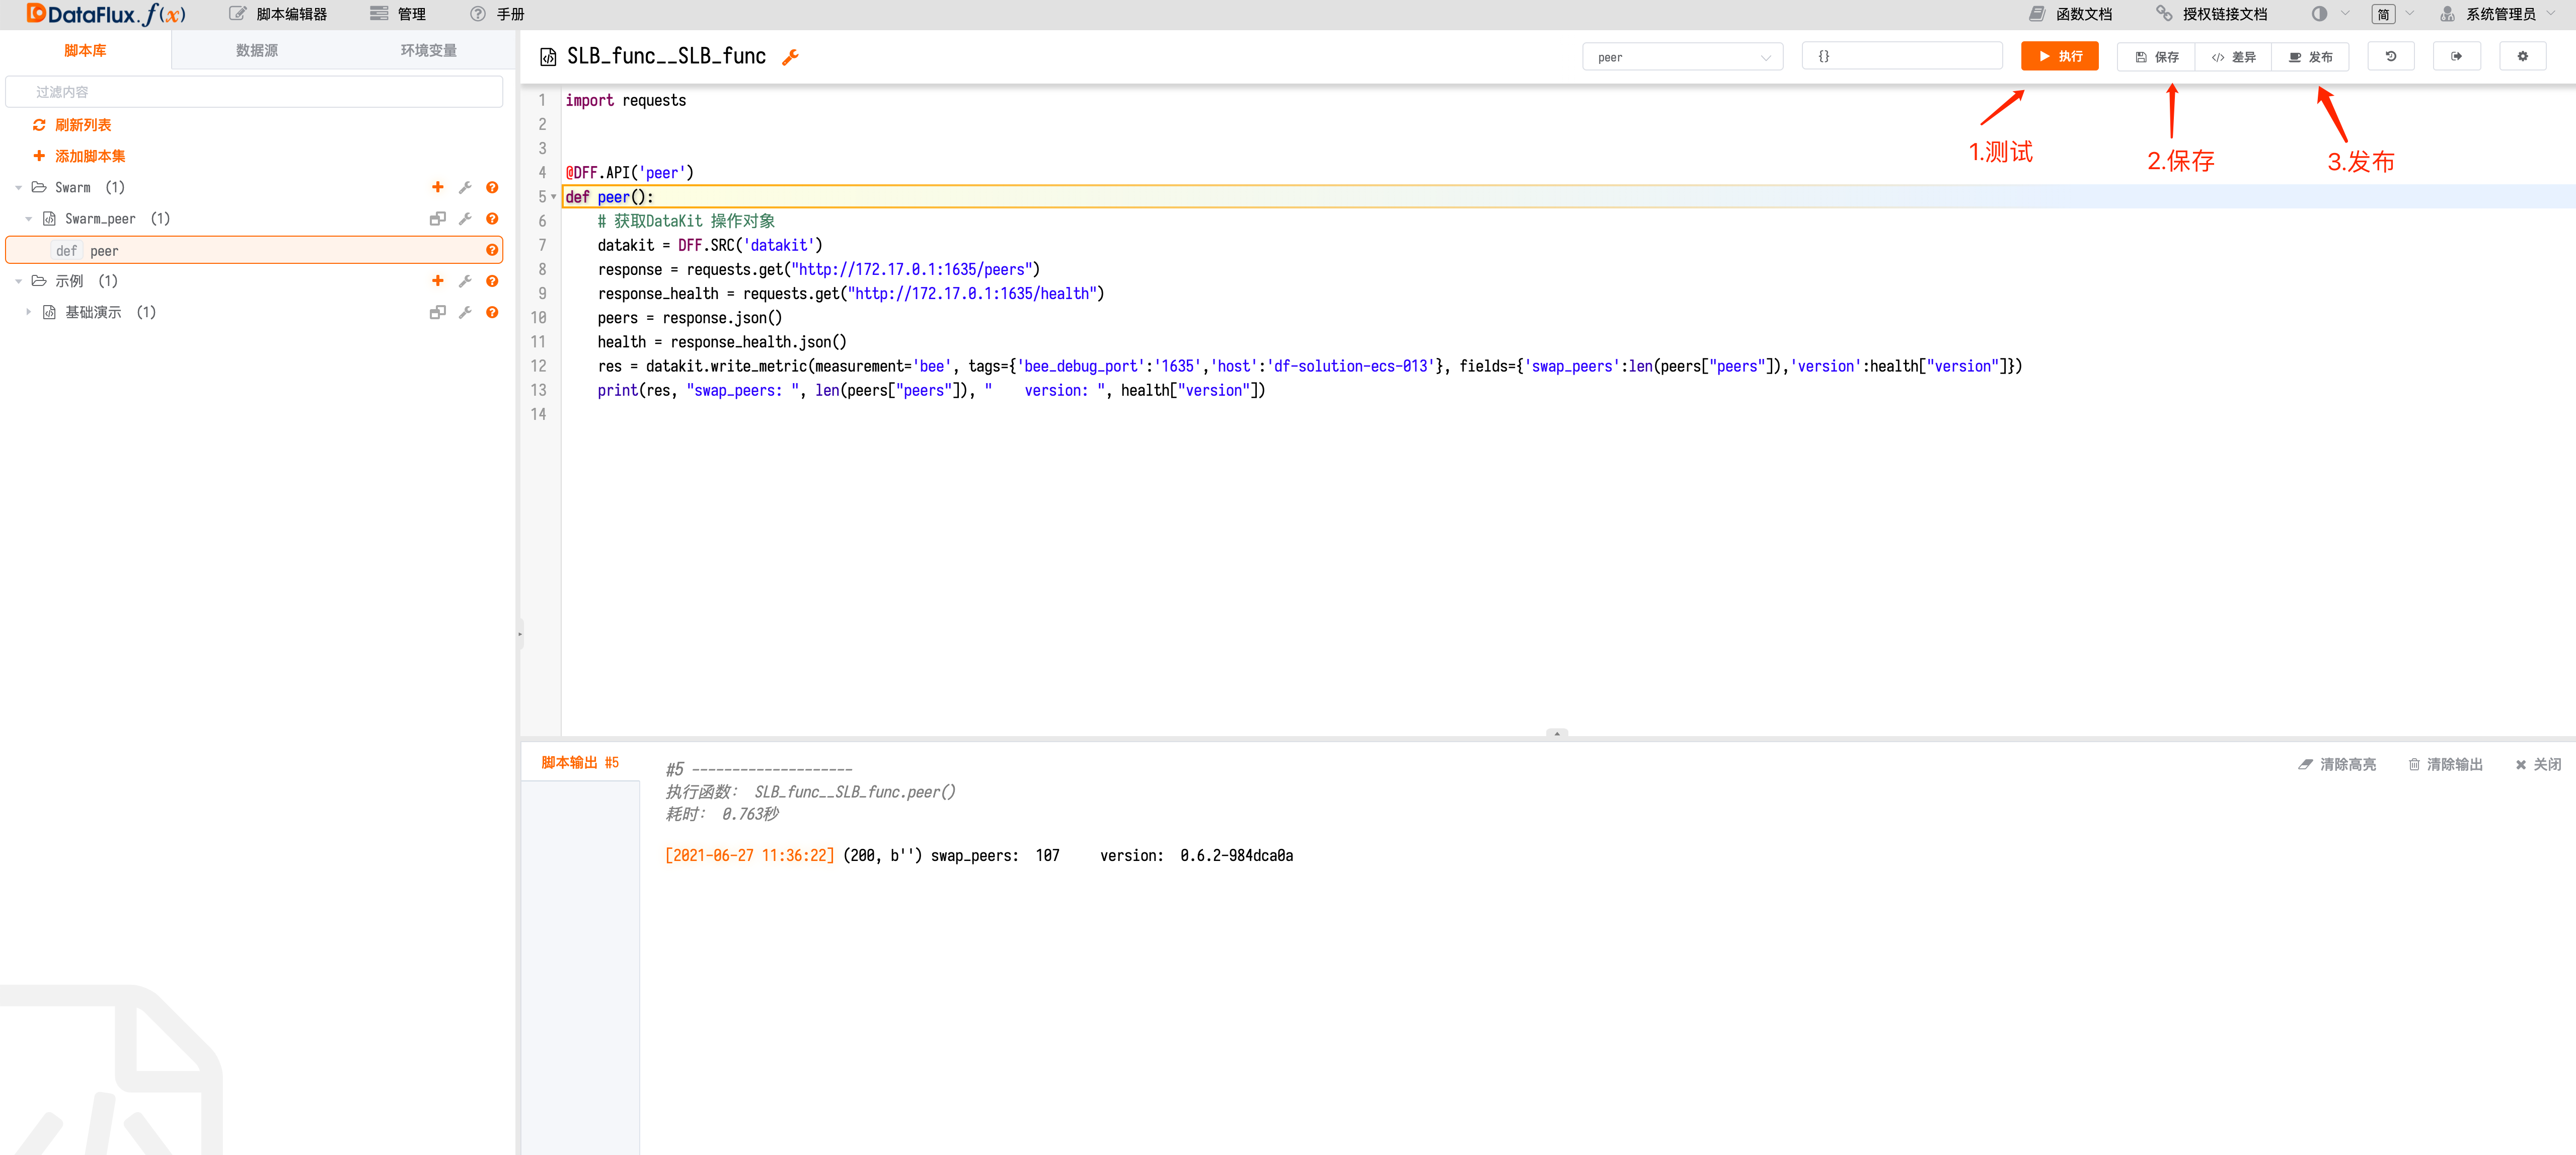 DataFlux.f(x) 脚本编辑器 管理 手册 函数文档 授权链接文档 简 系统管理员
脚本库 数据源 环境变量
过滤内容
刷新列表
添加脚本集
Swarm (1)
Swarm_peer (1)
def peer
示例 (1)
基础演示 (1)
SLB_func__SLB_func peer {} 执行 保存 差异 发布
1.测试
2.保存
3.发布
1 import requests
2
3
4 @DFF.API('peer')
5 def peer():
6     # 获取DataKit 操作对象
7     datakit = DFF.SRC('datakit')
8     response = requests.get("http://172.17.0.1:1635/peers")
9     response_health = requests.get("http://172.17.0.1:1635/health")
10     peers = response.json()
11     health = response_health.json()
12     res = datakit.write_metric(measurement='bee', tags={'bee_debug_port':'1635','host':'df-solution-ecs-013'}, fields={'swap_peers':len(peers["peers"]),'version':health["version"]})
13     print(res, "swap_peers: ", len(peers["peers"]), "    version: ", health["version"])
14
脚本输出 #5 清除高亮 清除输出 关闭
#5 --------------------
执行函数: SLB_func__SLB_func.peer()
耗时: 0.763秒
[2021-06-27 11:36:22] (200, b'') swap_peers:  107     version:  0.6.2-984dca0a